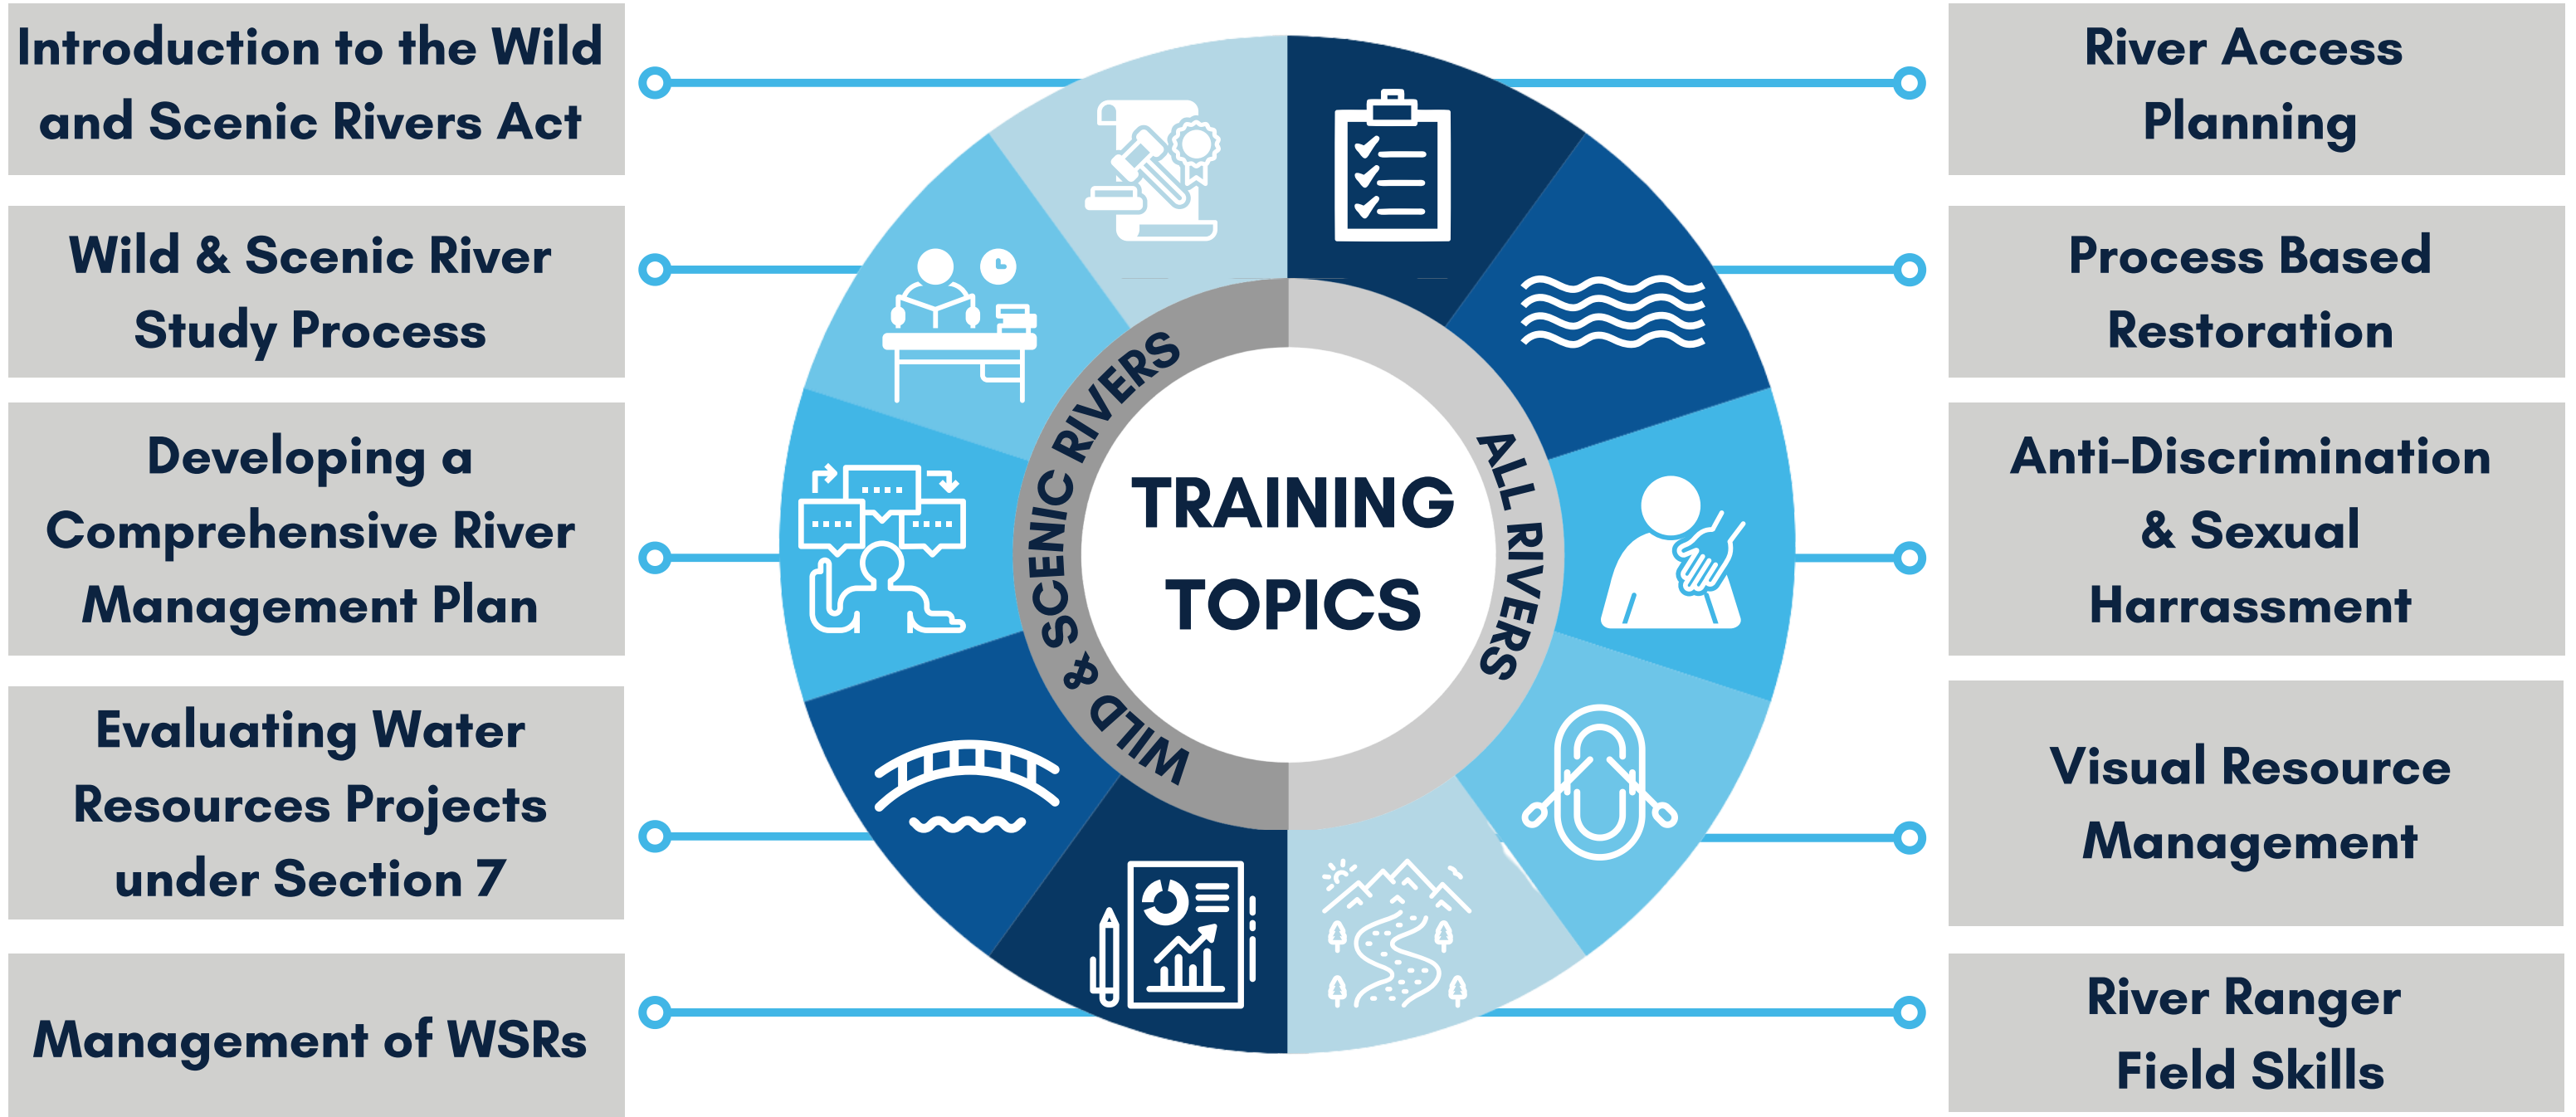 Introduction to the Wild
and Scenic Rivers Act
Wild & Scenic River
Study Process
Developing a
Comprehensive River
Management Plan
Evaluating Water
Resources Projects
under Section 7
Management of WSRs
WILD & SCENIC RIVERS
TRAINING
TOPICS
ALL RIVERS
River Access
Planning
Process Based
Restoration
Anti-Discrimination
& Sexual
Harrassment
Visual Resource
Management
River Ranger
Field Skills